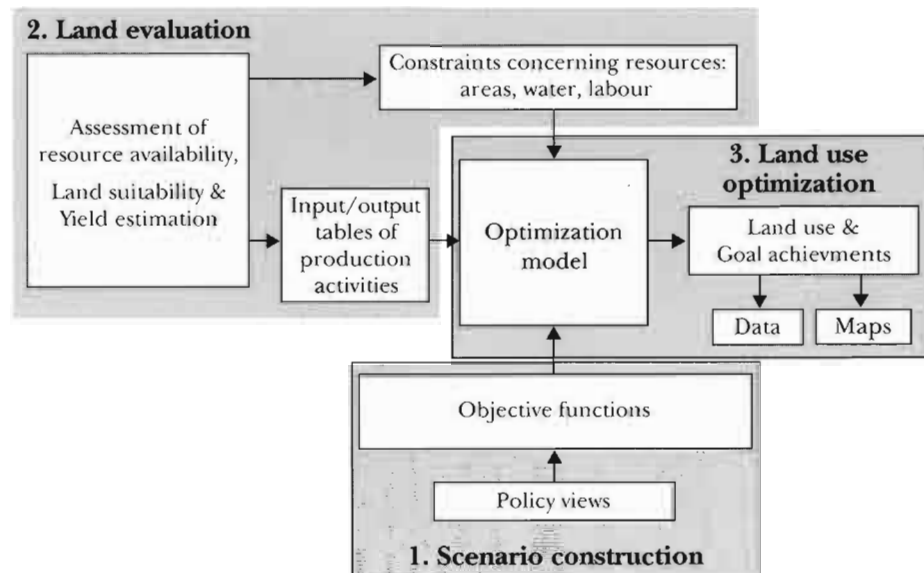 2. Land evaluation
Constraints concerning resources:
areas, water, labour
Assessment of
resource availability,
Land suitability &
Yield estimation
Input/output
tables of
production
activities
Optimization
model
3. Land use
optimization
Land use &
Goal achievments
Data
Maps
Objective functions
Policy views
1. Scenario construction